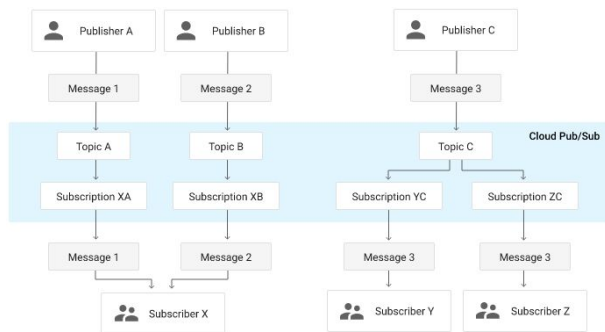 Publisher A
Publisher B
Publisher C
Message 1
Message 2
Message 3
Cloud Pub/Sub
Topic A
Topic B
Topic C
Subscription XA
Subscription XB
Subscription YC
Subscription ZC
Message 1
Message 2
Message 3
Message 3
Subscriber X
Subscriber Y
Subscriber Z